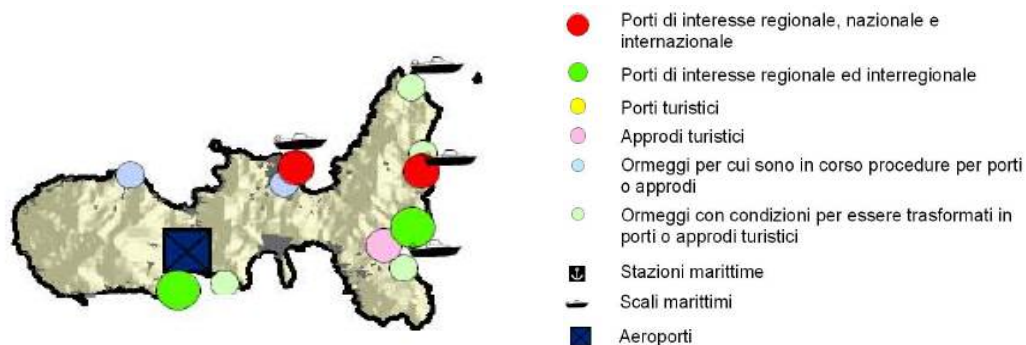 Porti di interesse regionale, nazionale e
internazionale
Porti di interesse regionale ed interregionale
Porti turistici
Approdi turistici
Ormeggi per cui sono in corso procedure per porti
o approdi
Ormeggi con condizioni per essere trasformati in
porti o approdi turistici
Stazioni marittime
Scali marittimi
Aeroporti